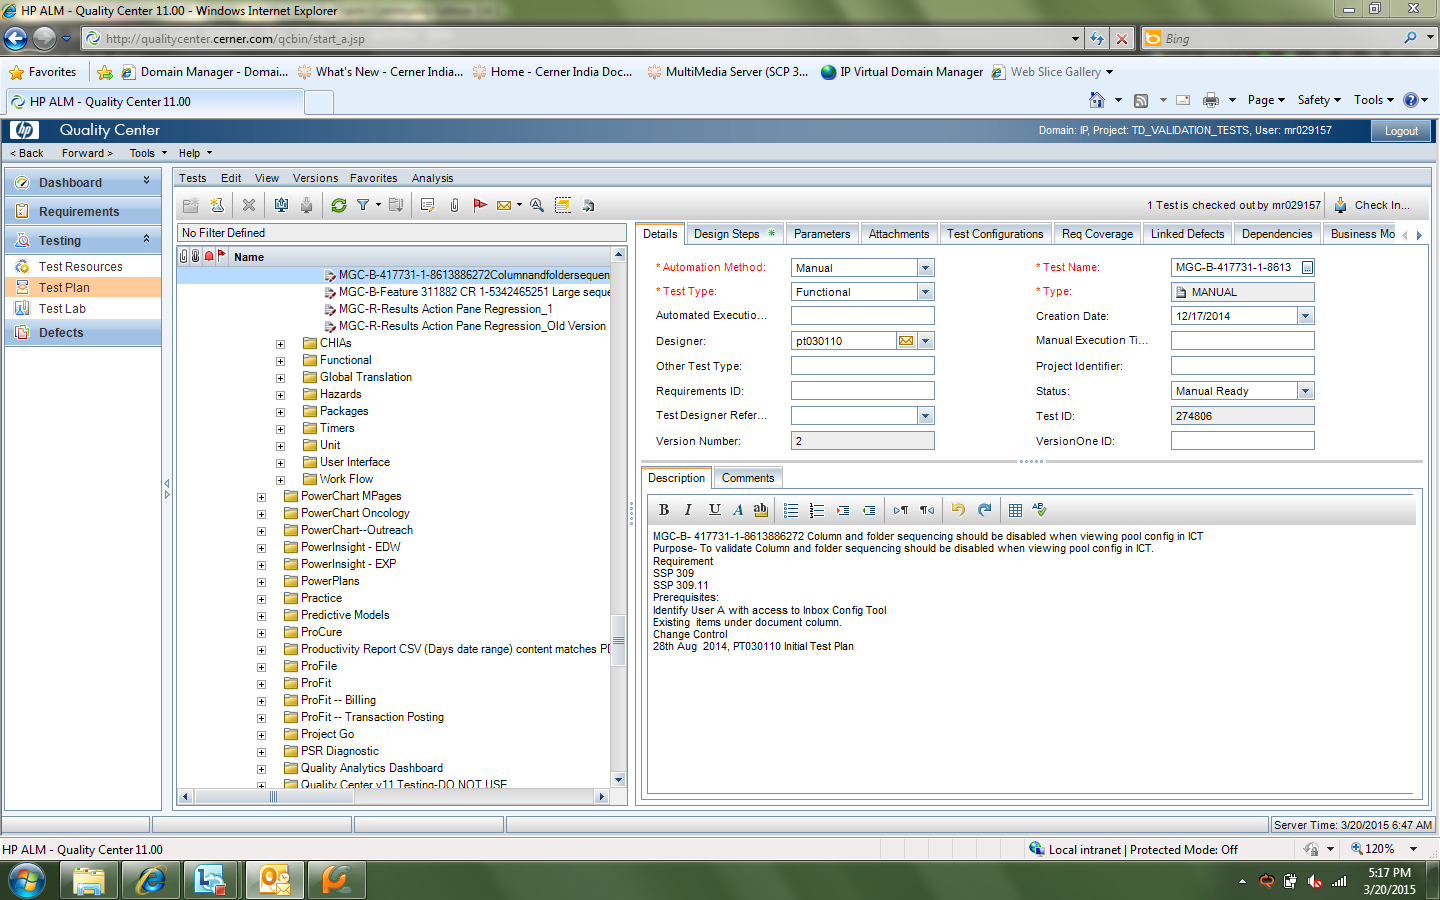 HP ALM - Quality Center 11.00 - Windows Internet Explorer
http://qualitycenter.cerner.com/qcbin/start_a.jsp
Bing
Favorites
Domain Manager - Domai...
What's New - Cerner India...
Home - Cerner India Doc...
MultiMedia Server (SCP 3...
IP Virtual Domain Manager
Web Slice Gallery
HP ALM - Quality Center 11.00
Page
Safety
Tools
hp
Quality Center
Domain: IP, Project: TD_VALIDATION_TESTS, User: mr029157
Logout
< Back
Forward >
Tools
Help
Dashboard
Requirements
Testing
Test Resources
Test Plan
Test Lab
Defects
Tests
Edit
View
Versions
Favorites
Analysis
1 Test is checked out by mr029157
Check In...
No Filter Defined
Name
MGC-B-417731-1-8613886272Columnandfoldersequen
MGC-B-Feature 311882 CR 1-5342465251 Large seque
MGC-R-Results Action Pane Regression_1
MGC-R-Results Action Pane Regression_Old Version
CHIAs
Functional
Global Translation
Hazards
Packages
Timers
Unit
User Interface
Work Flow
PowerChart MPages
PowerChart Oncology
PowerChart--Outreach
PowerInsight - EDW
PowerInsight - EXP
PowerPlans
Practice
Predictive Models
ProCure
Productivity Report CSV (Days date range) content matches PD
ProFile
ProFit
ProFit -- Billing
ProFit -- Transaction Posting
Project Go
PSR Diagnostic
Quality Analytics Dashboard
Quality Center v11 Testing-DO NOT USE
Details
Design Steps *
Parameters
Attachments
Test Configurations
Req Coverage
Linked Defects
Dependencies
Business Mo
* Automation Method: Manual
* Test Name: MGC-B-417731-1-8613
* Test Type: Functional
* Type: MANUAL
Automated Executio...
Creation Date: 12/17/2014
Designer: pt030110
Manual Execution Ti...
Other Test Type:
Project Identifier:
Requirements ID:
Status: Manual Ready
Test Designer Refer...
Test ID: 274806
Version Number: 2
VersionOne ID:
Description
Comments
B I U A ab
MGC-B- 417731-1-8613886272 Column and folder sequencing should be disabled when viewing pool config in ICT
Purpose- To validate Column and folder sequencing should be disabled when viewing pool config in ICT.
Requirement
SSP 309
SSP 309.11
Prerequisites:
Identify User A with access to Inbox Config Tool
Existing items under document column.
Change Control
28th Aug 2014, PT030110 Initial Test Plan
Server Time: 3/20/2015 6:47 AM
HP ALM - Quality Center 11.00
Local intranet | Protected Mode: Off
120%
5:17 PM
3/20/2015